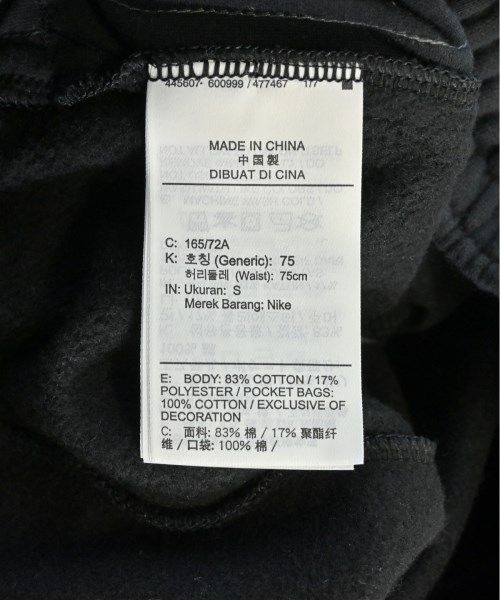 445607- 600999 / 477467 1/7
MADE IN CHINA
中国製
DIBUAT DI CINA
C: 165/72A
K: 호칭 (Generic): 75
허리둘레 (Waist): 75cm
IN: Ukuran: S
Merek Barang: Nike
E: BODY: 83% COTTON / 17%
POLYESTER / POCKET BAGS:
100% COTTON / EXCLUSIVE OF
DECORATION
C: 面料: 83% 棉 / 17% 聚酯纤
维 / 口袋: 100% 棉 /